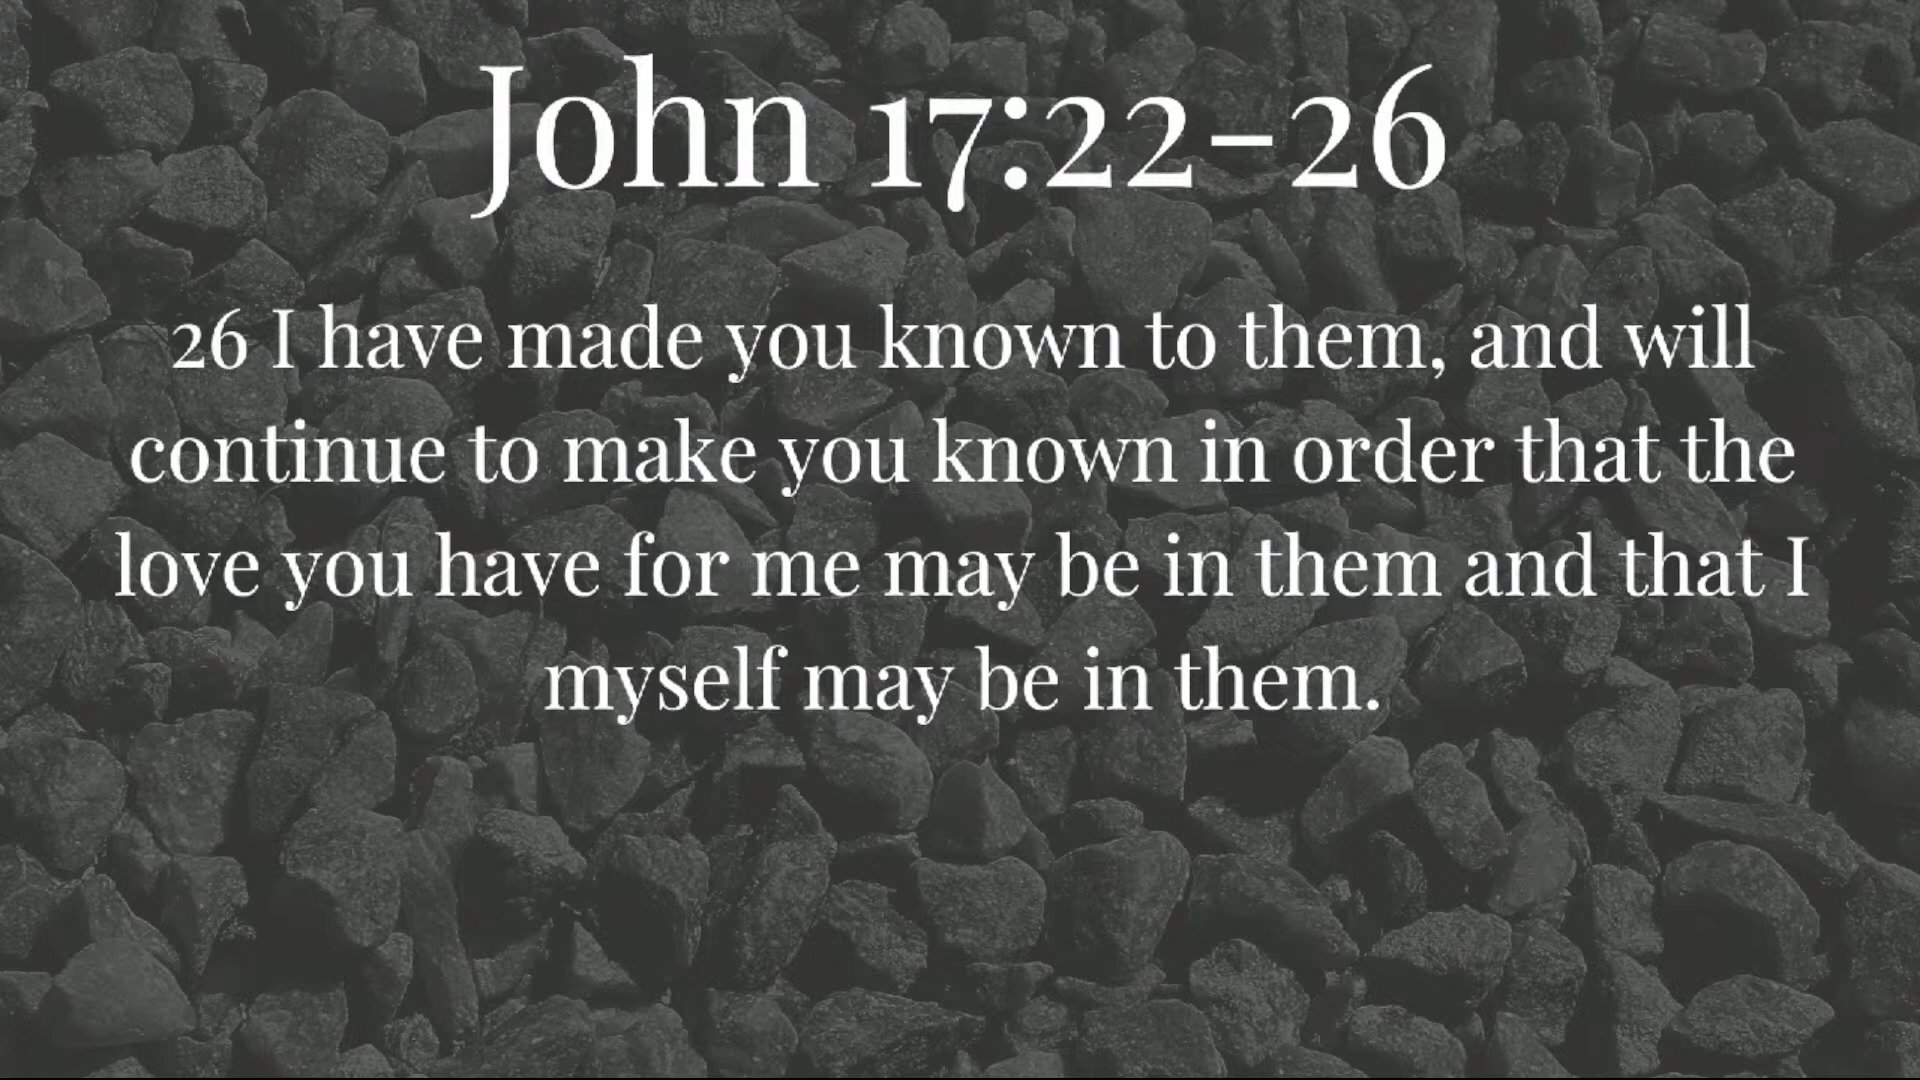 John 17:22-26
26 I have made you known to them, and will
continue to make you known in order that the
love you have for me may be in them and that I
myself may be in them.